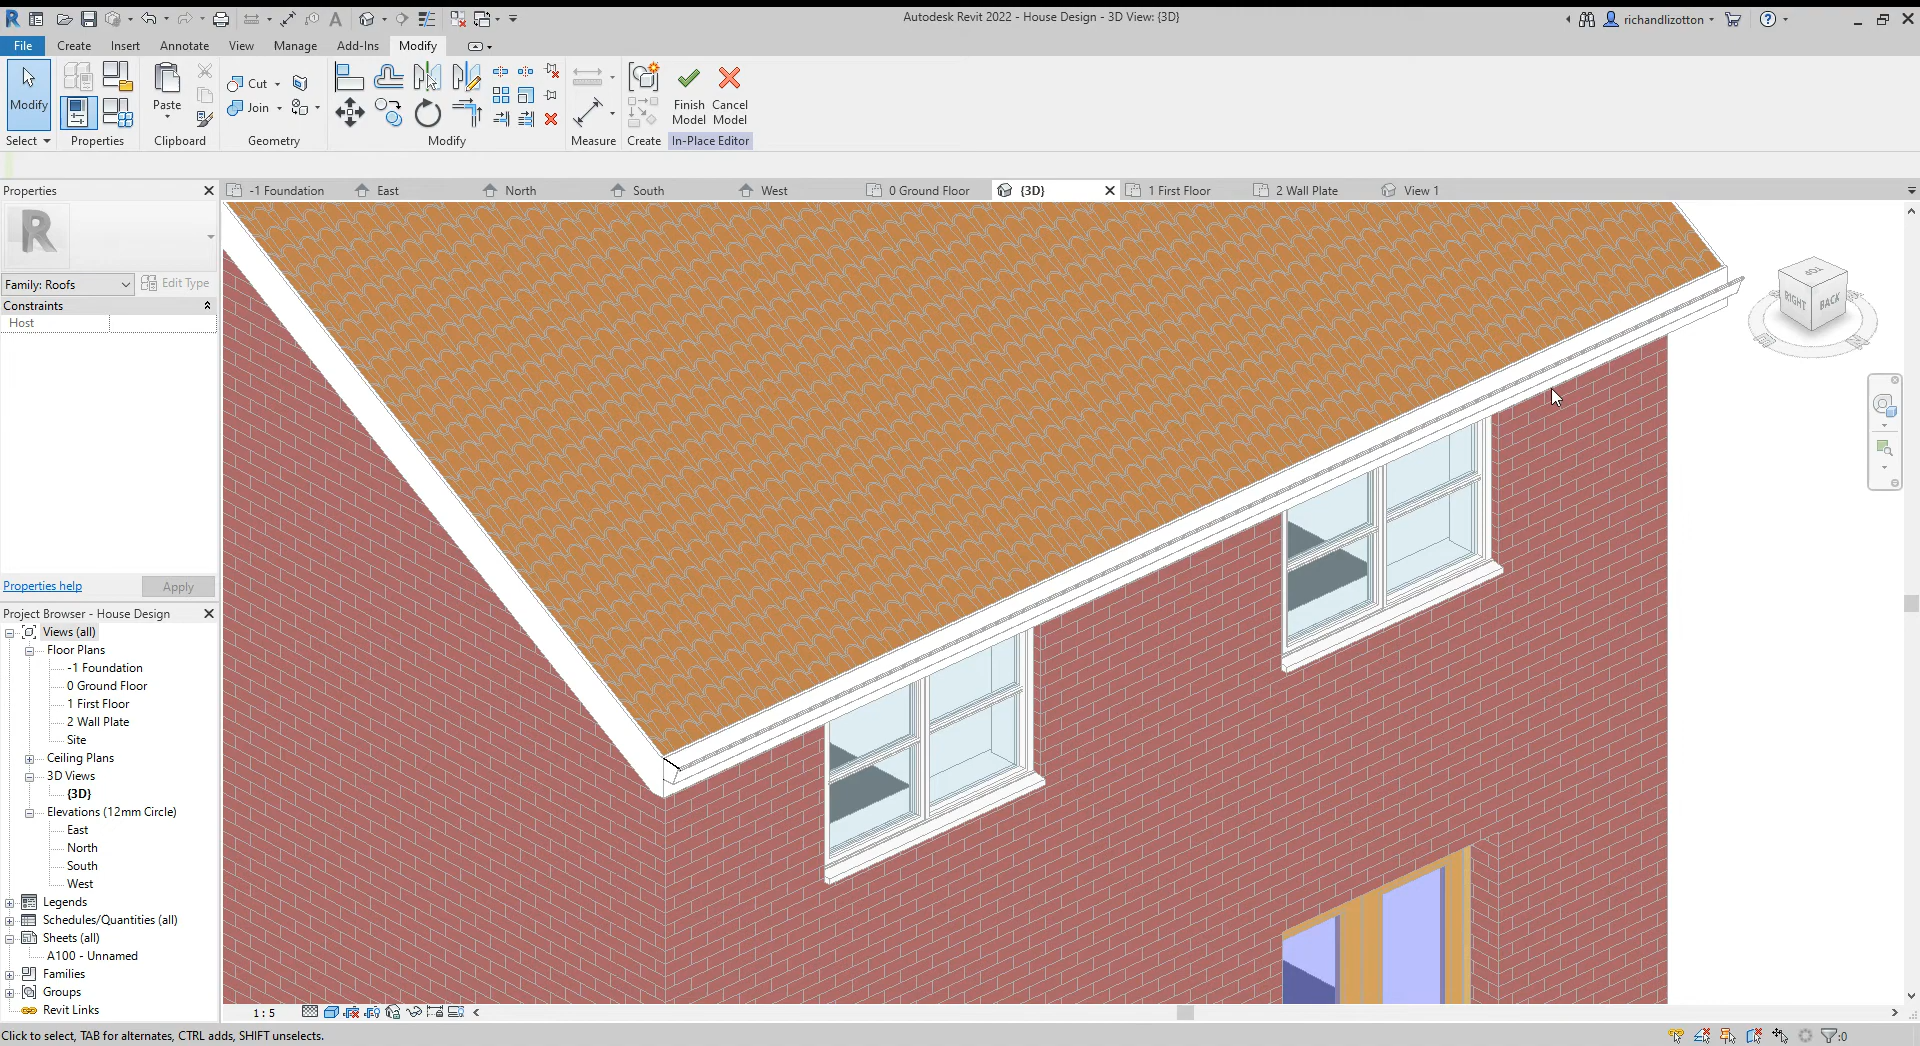 Autodesk Revit 2022 - House Design - 3D View: {3D}
richandlizotton
File
Create
Insert
Annotate
View
Manage
Add-Ins
Modify
Modify
Paste
Cut
Join
Finish
Model
Cancel
Model
Select
Properties
Clipboard
Geometry
Modify
Measure
Create
In-Place Editor
Properties
-1 Foundation
East
North
South
West
0 Ground Floor
{3D}
1 First Floor
2 Wall Plate
View 1
R
Family: Roofs
Edit Type
Constraints
Host
TOP
RIGHT
BACK
Properties help
Apply
Project Browser - House Design
Views (all)
Floor Plans
-1 Foundation
0 Ground Floor
1 First Floor
2 Wall Plate
Site
Ceiling Plans
3D Views
{3D}
Elevations (12mm Circle)
East
North
South
West
Legends
Schedules/Quantities (all)
Sheets (all)
A100 - Unnamed
Families
Groups
Revit Links
1 : 5
Click to select, TAB for alternates, CTRL adds, SHIFT unselects.
:0